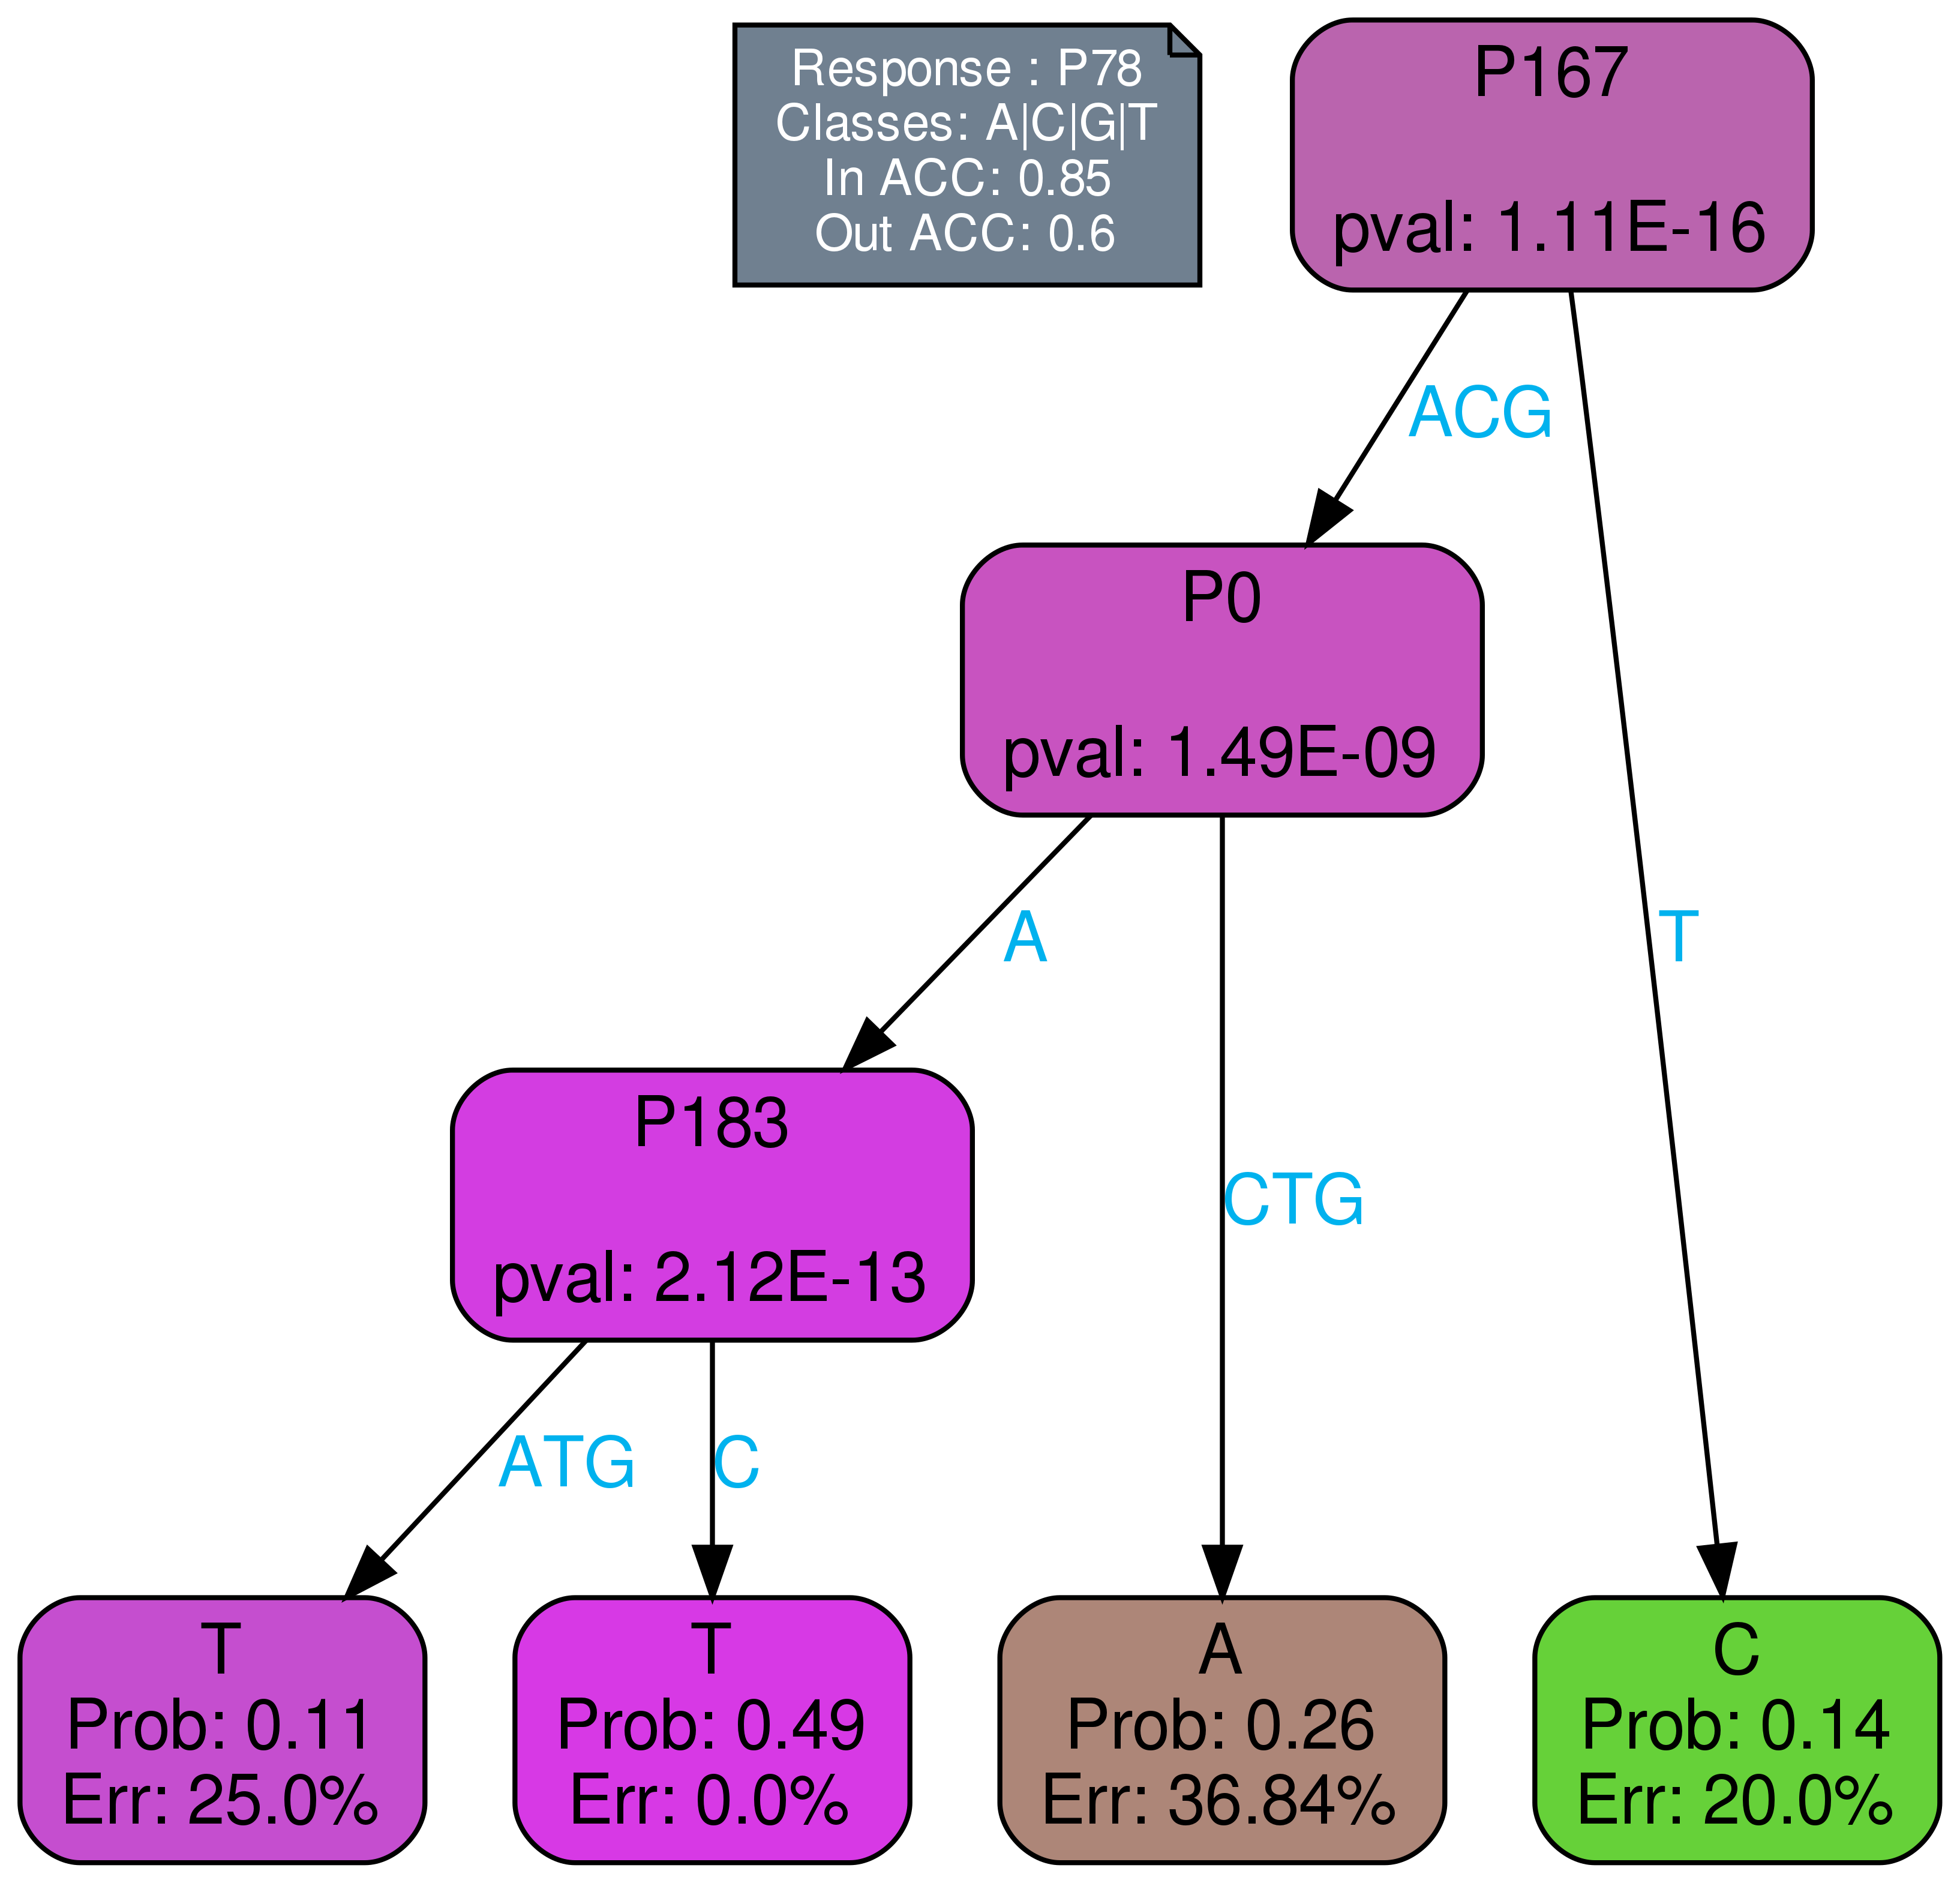 Response : P78
Classes: A|C|G|T
In ACC: 0.85
Out ACC: 0.6
P167
pval: 1.11E-16
ACG
P0
pval: 1.49E-09
A
T
P183
pval: 2.12E-13
CTG
ATG
C
T
Prob: 0.11
Err: 25.0%
T
Prob: 0.49
Err: 0.0%
A
Prob: 0.26
Err: 36.84%
C
Prob: 0.14
Err: 20.0%